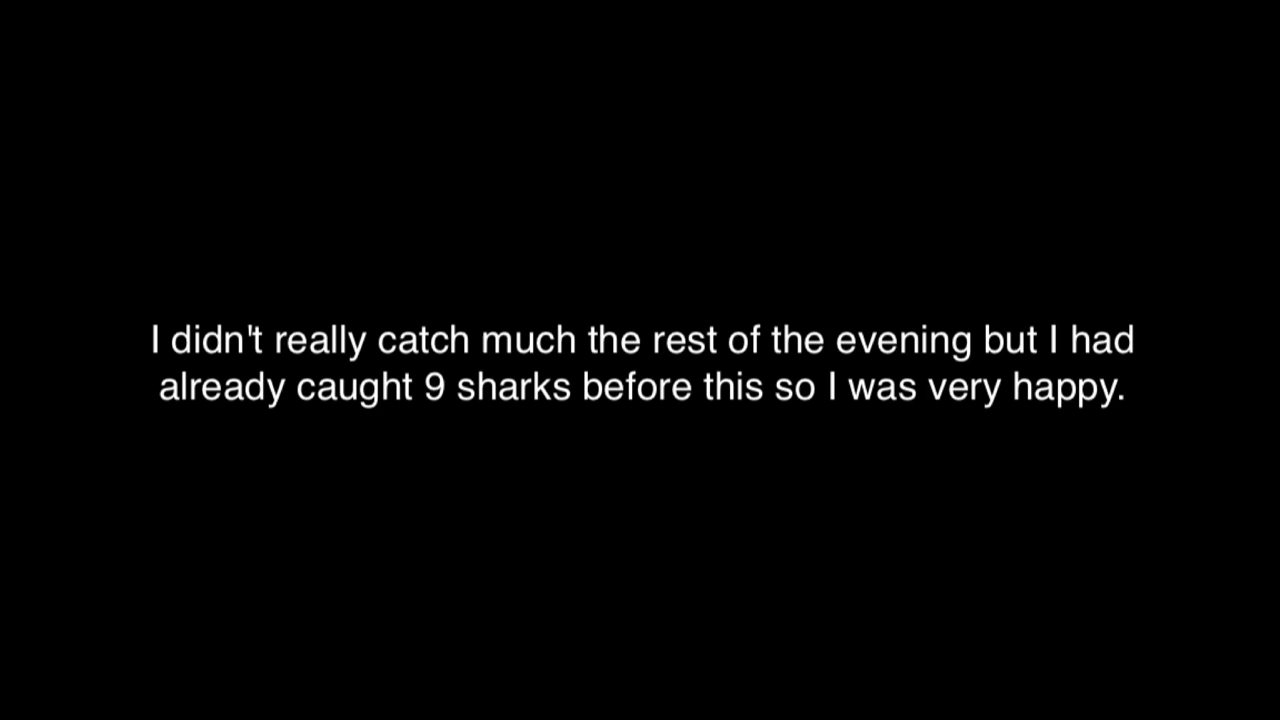 I didn't really catch much the rest of the evening but I had
already caught 9 sharks before this so I was very happy.